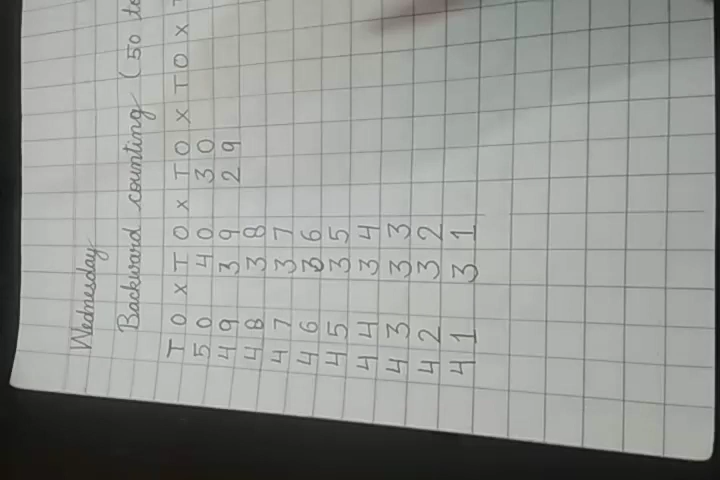 Wednesday
Backward counting (50 to
T O X T O X T O X T O X T
5 0 4 0 3 0
4 9 3 9 2 9
4 8 3 8
4 7 3 7
4 6 3 6
4 5 3 5
4 4 3 4
4 3 3 3
4 2 3 2
4 1 3 1